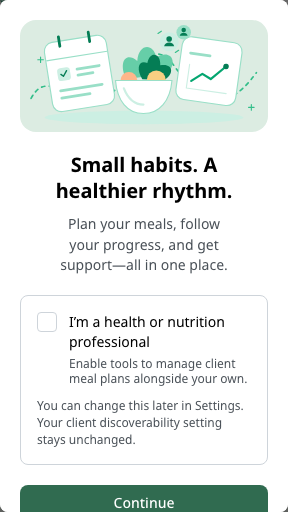 Small habits. A
healthier rhythm.
Plan your meals, follow
your progress, and get
support—all in one place.
I’m a health or nutrition
professional
Enable tools to manage client
meal plans alongside your own.
You can change this later in Settings.
Your client discoverability setting
stays unchanged.
Continue